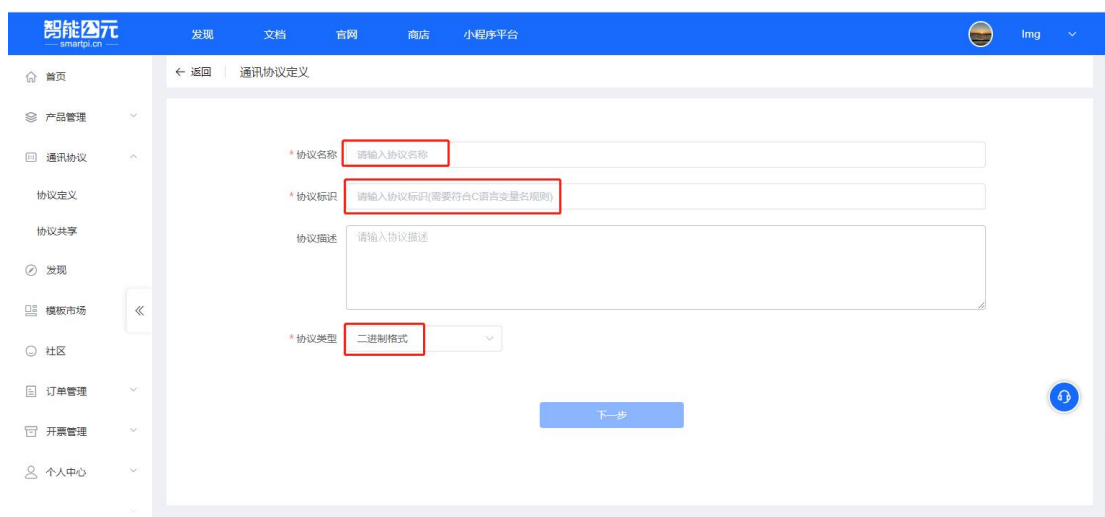 智能公元
smartpi.cn
发现 文档 官网 商店 小程序平台
lmg
首页
← 返回 通讯协议定义
产品管理
通讯协议
协议定义
协议共享
发现
模板市场
社区
订单管理
开票管理
个人中心
* 协议名称 请输入协议名称
* 协议标识 请输入协议标识(需要符合C语言变量名规则)
协议描述 请输入协议描述
* 协议类型 二进制格式
下一步